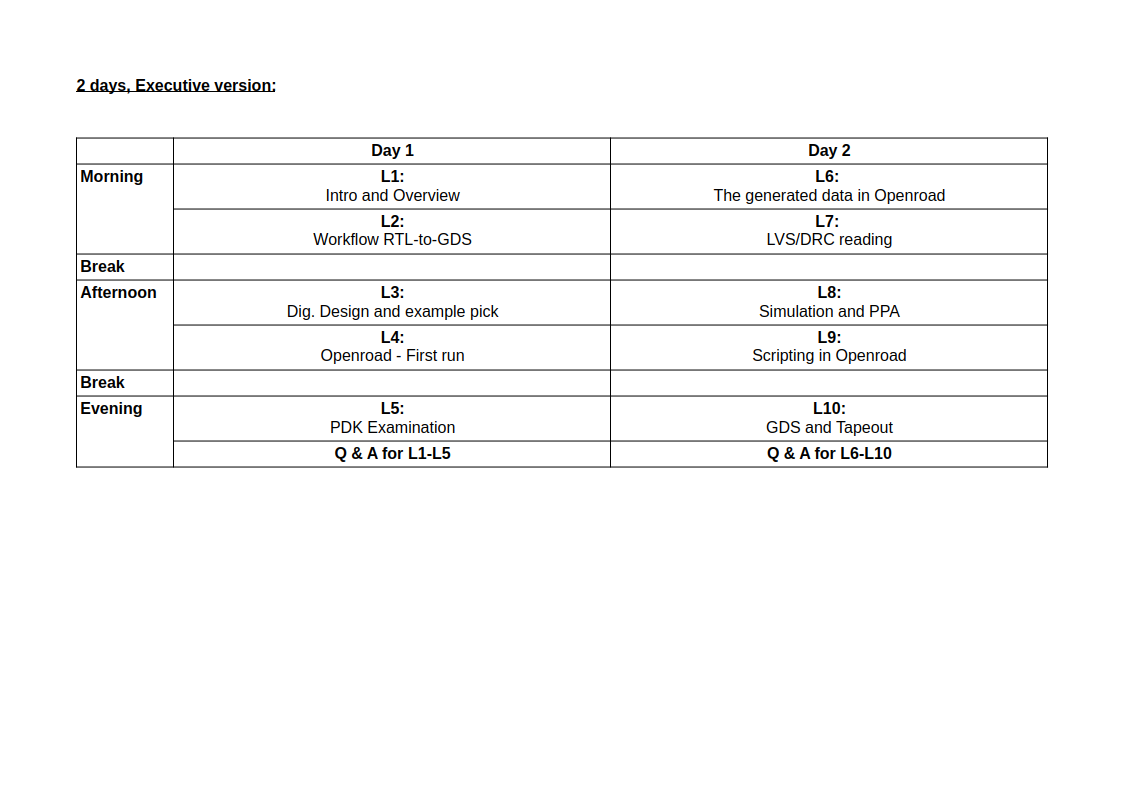 2 days, Executive version:
Day 1
Day 2
Morning
L1:
Intro and Overview
L6:
The generated data in Openroad
L2:
Workflow RTL-to-GDS
L7:
LVS/DRC reading
Break
Afternoon
L3:
Dig. Design and example pick
L8:
Simulation and PPA
L4:
Openroad - First run
L9:
Scripting in Openroad
Break
Evening
L5:
PDK Examination
L10:
GDS and Tapeout
Q & A for L1-L5
Q & A for L6-L10